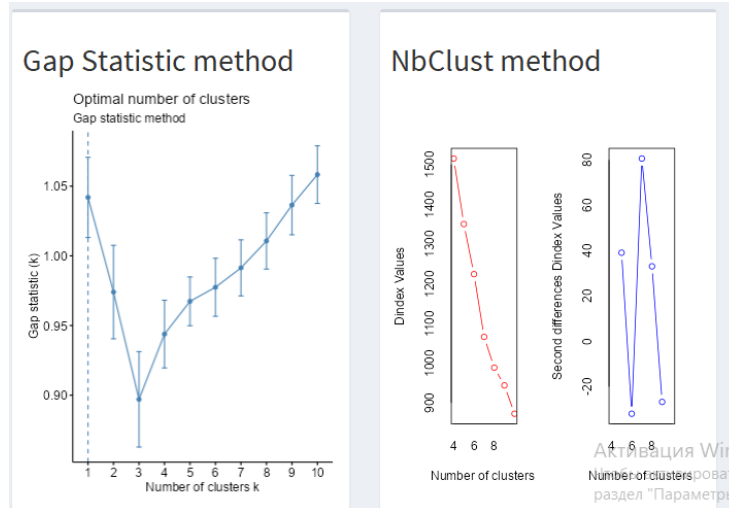 Gap Statistic method
Optimal number of clusters
Gap statistic method
Gap statistic (k)
1.05
1.00
0.95
0.90
1 2 3 4 5 6 7 8 9 10
Number of clusters k
NbClust method
Dindex Values
1500
1400
1300
1200
1100
1000
900
4 6 8
Number of clusters
Second differences Dindex Values
80
60
40
20
0
-20
4 6 8
Number of clusters
Активация Win
раздел "Параметры